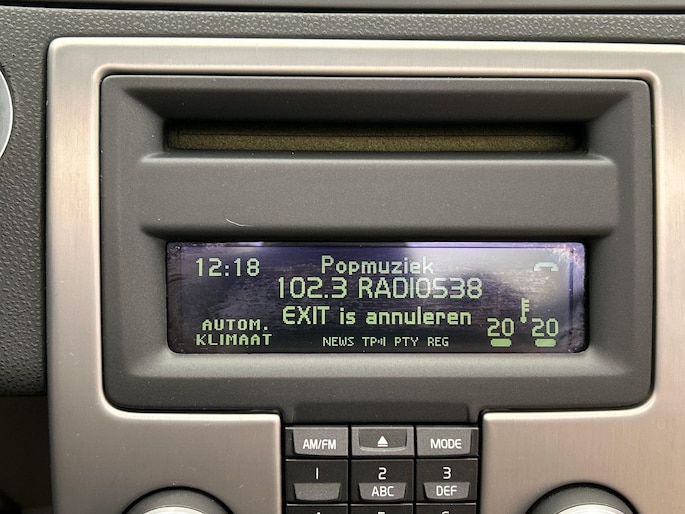 12:18 Popmuziek
102.3 RADIO538
EXIT is annuleren
AUTOM. 20 20
KLIMAAT NEWS TP PTY REG
AM/FM MODE
1 2 3
ABC DEF